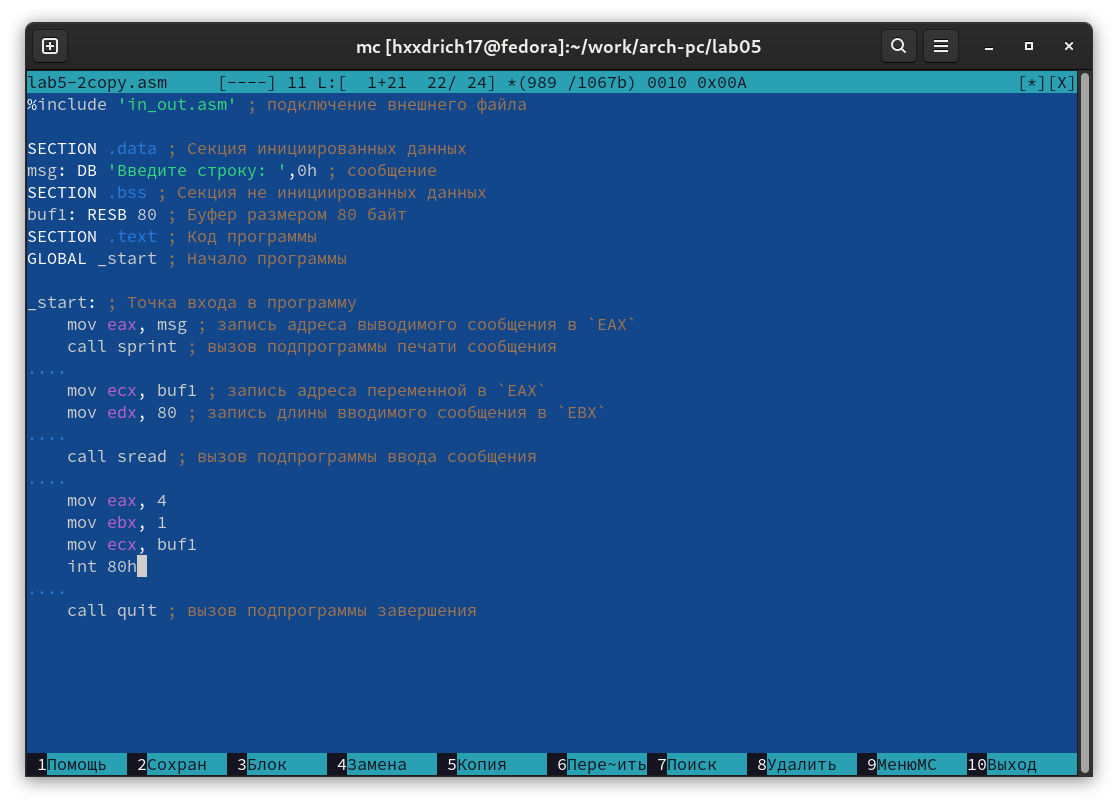 mc [hxxdrich17@fedora]:~/work/arch-pc/lab05
lab5-2copy.asm     [----] 11 L:[  1+21  22/ 24] *(989 /1067b) 0010 0x00A     [*][X]
%include 'in_out.asm' ; подключение внешнего файла
SECTION .data ; Секция инициированных данных
msg: DB 'Введите строку: ',0h ; сообщение
SECTION .bss ; Секция не инициированных данных
buf1: RESB 80 ; Буфер размером 80 байт
SECTION .text ; Код программы
GLOBAL _start ; Начало программы
_start: ; Точка входа в программу
    mov eax, msg ; запись адреса выводимого сообщения в `EAX`
    call sprint ; вызов подпрограммы печати сообщения
....
    mov ecx, buf1 ; запись адреса переменной в `EAX`
    mov edx, 80 ; запись длины вводимого сообщения в `EBX`
....
    call sread ; вызов подпрограммы ввода сообщения
....
    mov eax, 4
    mov ebx, 1
    mov ecx, buf1
    int 80h
....
    call quit ; вызов подпрограммы завершения
1Помощь 2Сохран 3Блок 4Замена 5Копия 6Пере~ить 7Поиск 8Удалить 9МенюMC 10Выход